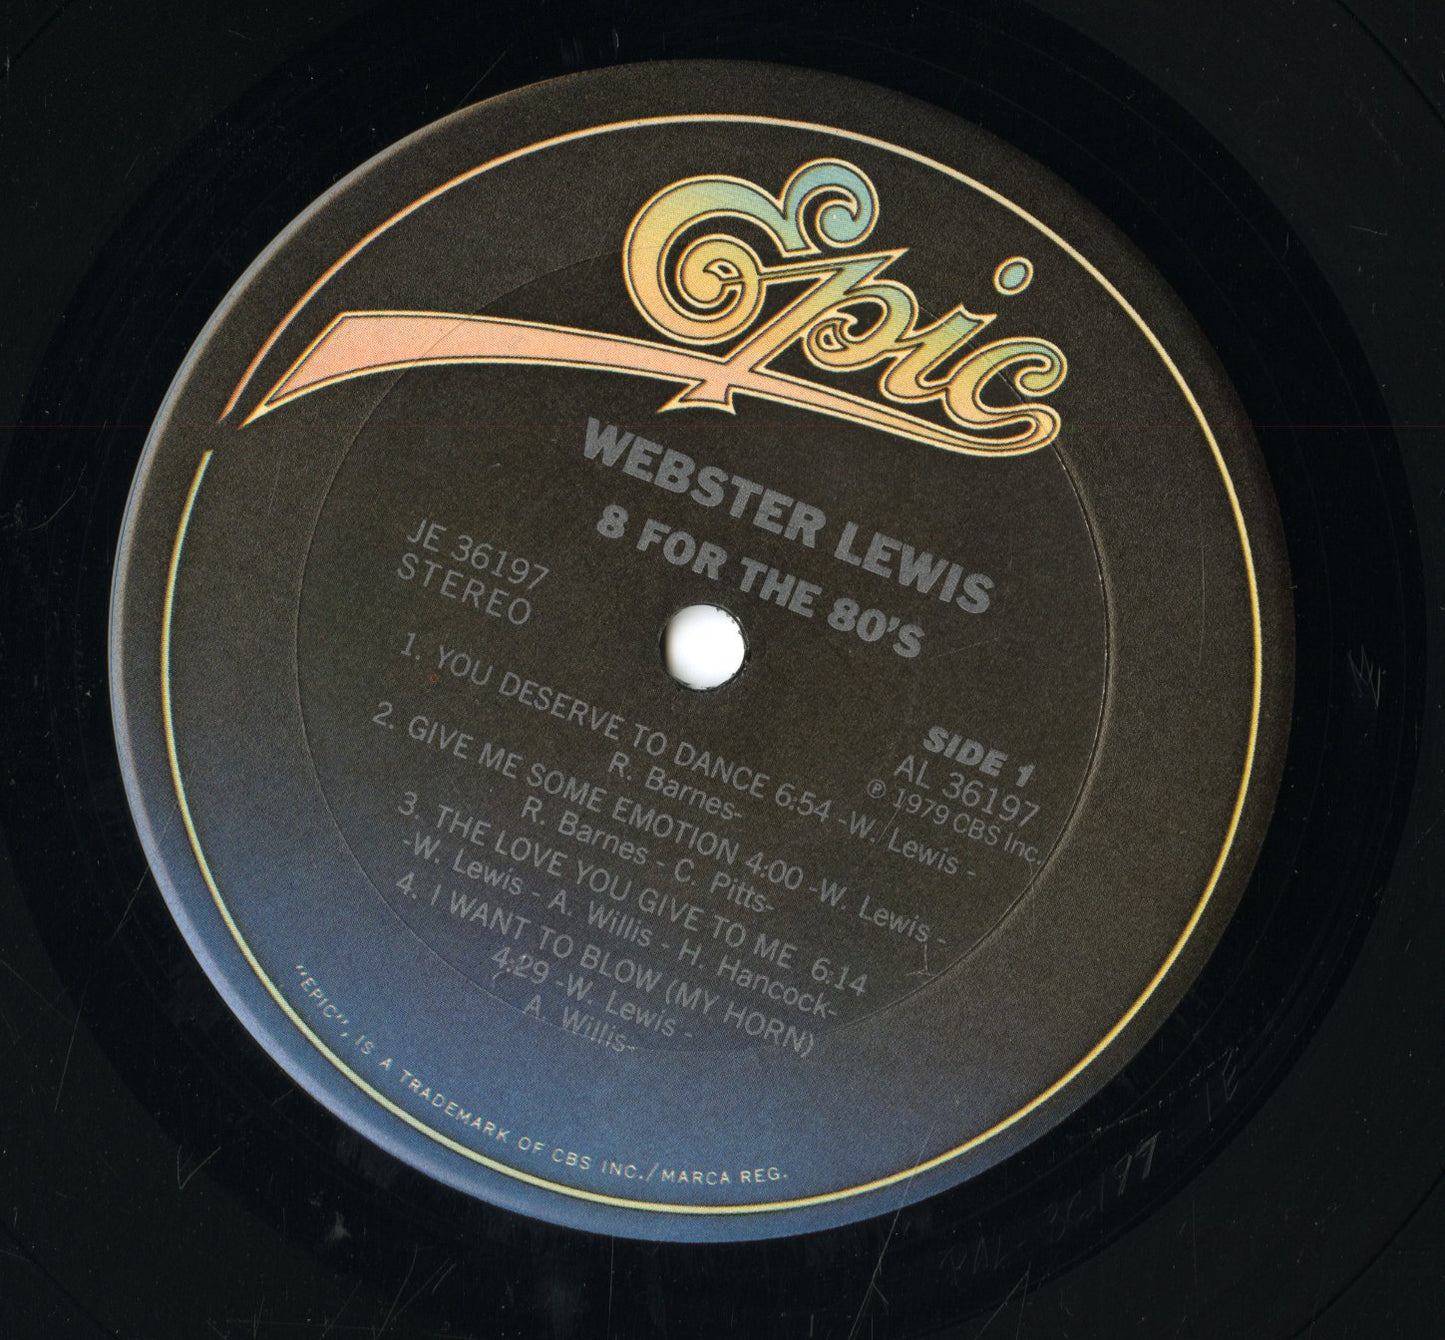 Epic
WEBSTER LEWIS
8 FOR THE 80'S
JE 36197
STEREO
SIDE 1
AL 36197
℗ 1979 CBS Inc.
1. YOU DESERVE TO DANCE 6:54 -W. Lewis -
R. Barnes-
2. GIVE ME SOME EMOTION 4:00 -W. Lewis -
R. Barnes - C. Pitts-
3. THE LOVE YOU GIVE TO ME 6:14
-W. Lewis - A. Willis - H. Hancock-
4. I WANT TO BLOW (MY HORN)
4:29 -W. Lewis -
A. Willis-
"EPIC", IS A TRADEMARK OF CBS INC./MARCA REG.